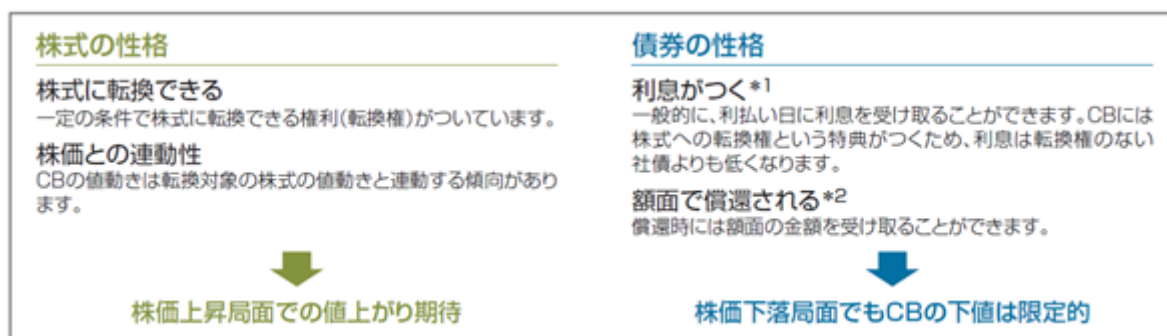 株式の性格
株式に転換できる
一定の条件で株式に転換できる権利(転換権)がついています。
株価との連動性
CBの値動きは転換対象の株式の値動きと連動する傾向があり
ます。
株価上昇局面での値上がり期待
債券の性格
利息がつく*1
一般的に、利払い日に利息を受け取ることができます。CBには
株式への転換権という特典がつくため、利息は転換権のない
社債よりも低くなります。
額面で償還される*2
償還時には額面の金額を受け取ることができます。
株価下落局面でもCBの下値は限定的